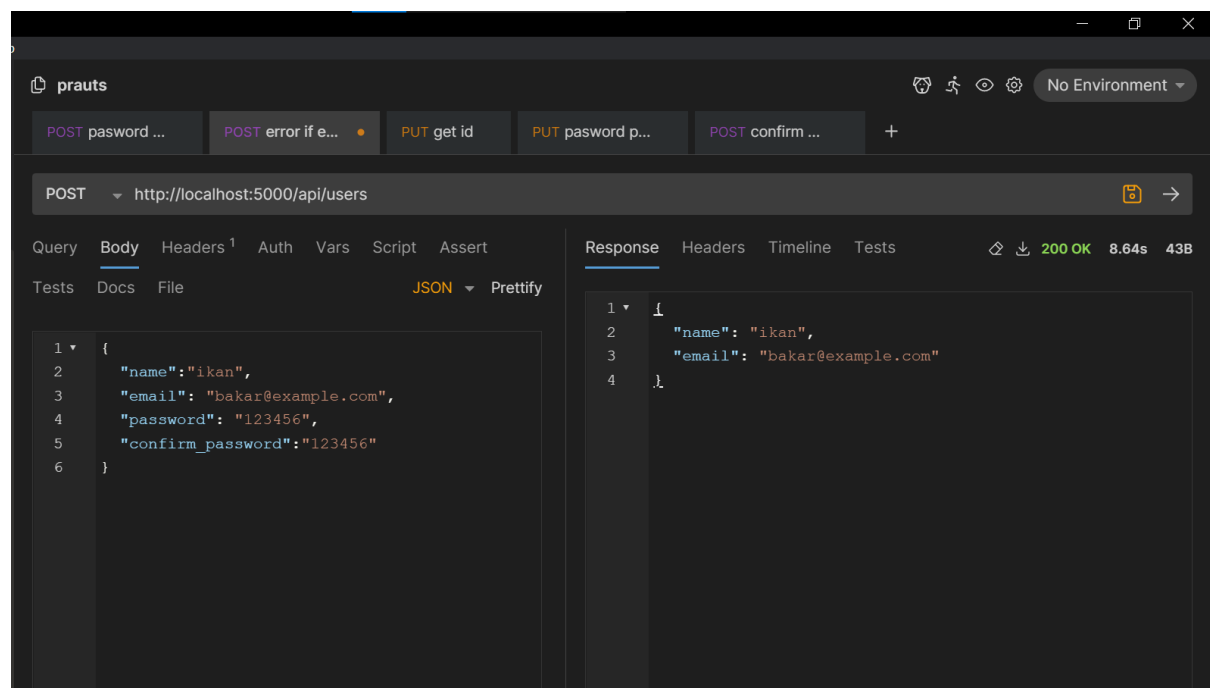 prauts
No Environment
POST pasword ...
POST error if e...
PUT get id
PUT pasword p...
POST confirm ...
+
POST http://localhost:5000/api/users
Query Body Headers 1 Auth Vars Script Assert
Tests Docs File JSON Prettify
1 {
2 "name":"ikan",
3 "email": "bakar@example.com",
4 "password": "123456",
5 "confirm_password":"123456"
6 }
Response Headers Timeline Tests 200 OK 8.64s 43B
1 {
2 "name": "ikan",
3 "email": "bakar@example.com"
4 }